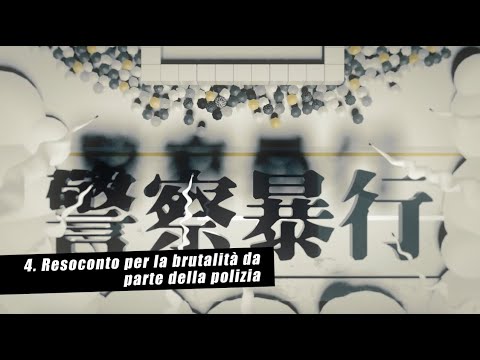 警察暴行
4. Resoconto per la brutalità da
parte della polizia